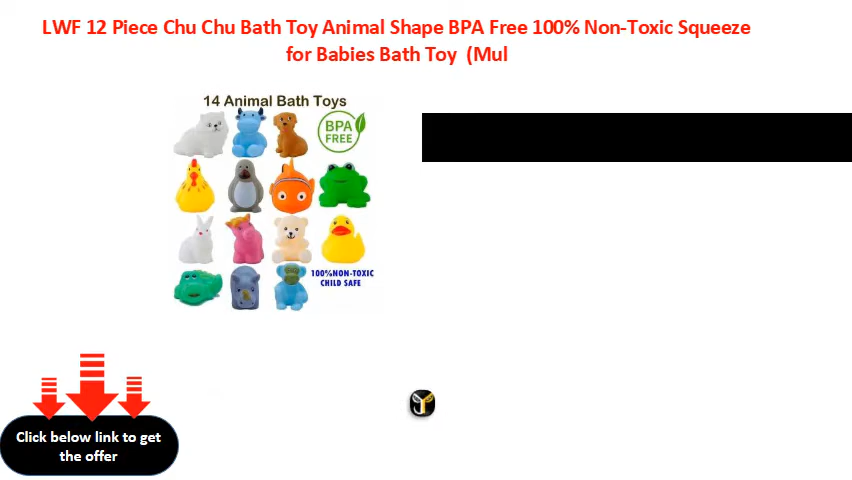 LWF 12 Piece Chu Chu Bath Toy Animal Shape BPA Free 100% Non-Toxic Squeeze
for Babies Bath Toy (Mul
14 Animal Bath Toys
BPA
FREE
100%NON-TOXIC
CHILD SAFE
Click below link to get
the offer